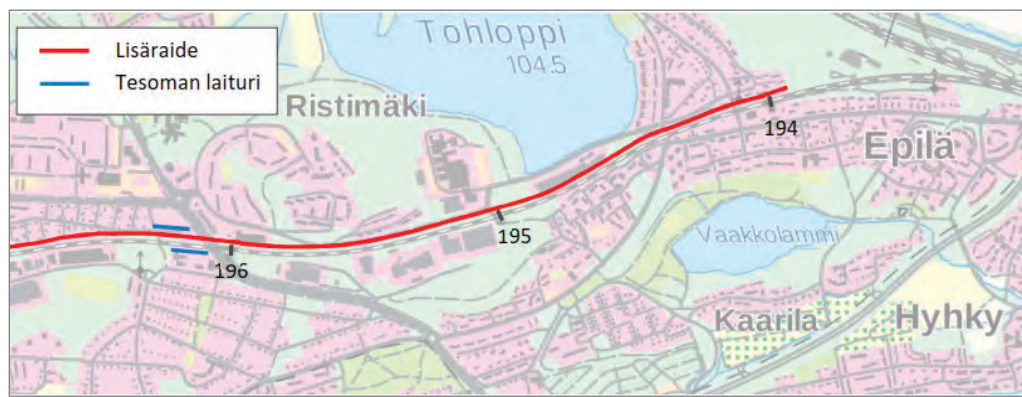 Lisäraide
Tesoman laituri
Tohloppi
104.5
Ristimäki
194
Epilä
195
Vaakkolammi
196
Kaarila
Hyhky